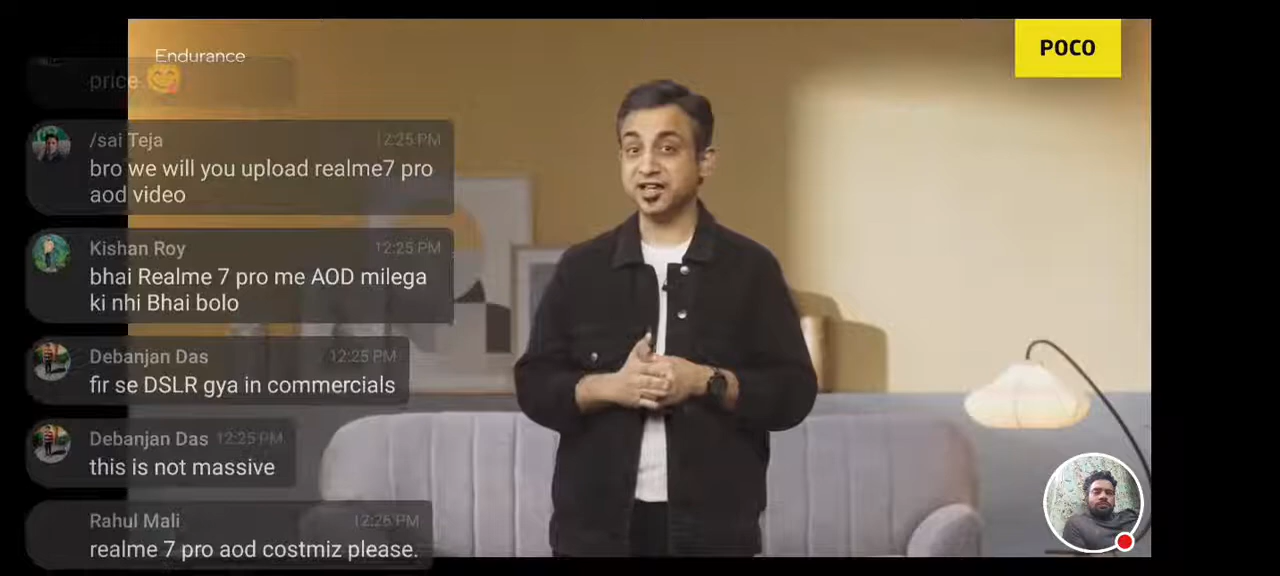 Endurance
POCO
price 😋
/sai Teja 12:25 PM
bro we will you upload realme7 pro
aod video
Kishan Roy 12:25 PM
bhai Realme 7 pro me AOD milega
ki nhi Bhai bolo
Debanjan Das 12:25 PM
fir se DSLR gya in commercials
Debanjan Das 12:25 PM
this is not massive
Rahul Mali 12:26 PM
realme 7 pro aod costmiz please.